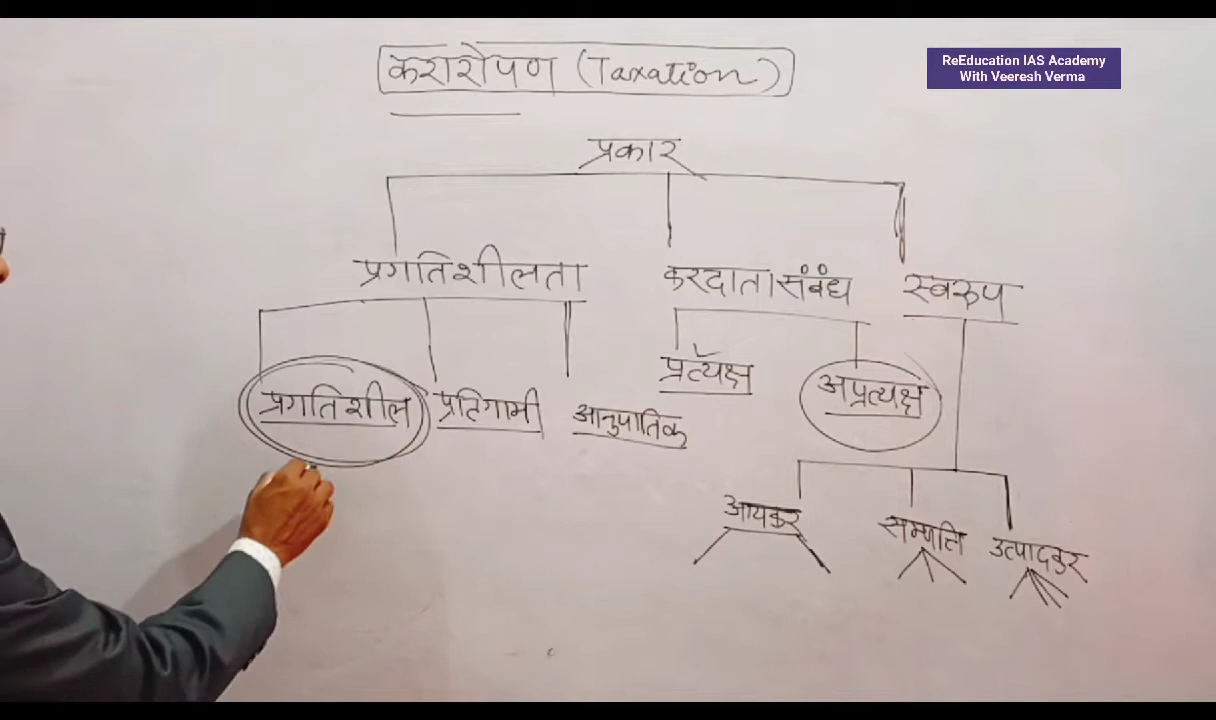 करारोपण (Taxation)
ReEducation IAS Academy
With Veeresh Verma
प्रकार
प्रगतिशीलता
करदाता संबंध
स्वरूप
प्रगतिशील
प्रतिगामी
आनुपातिक
प्रत्यक्ष
अप्रत्यक्ष
आयकर
सम्पत्ति
उत्पादकर